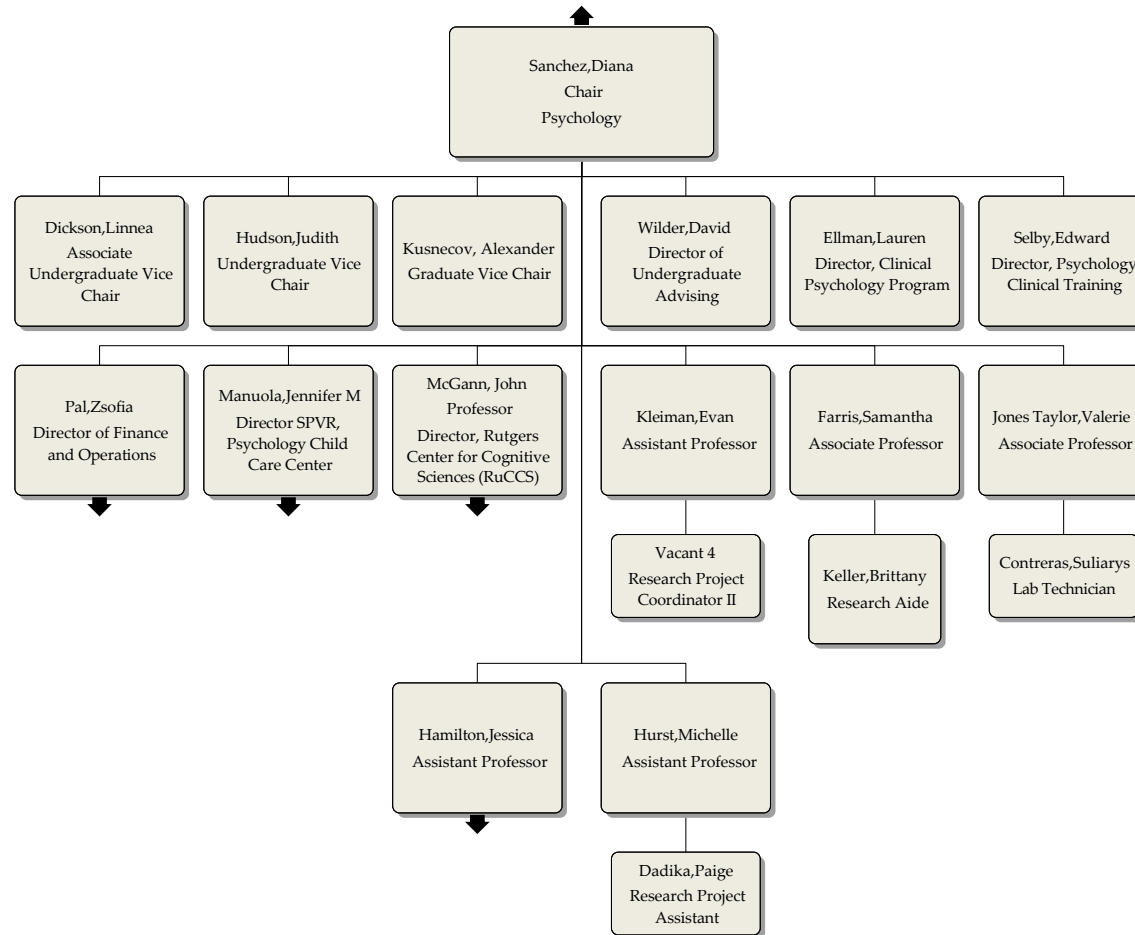 Sanchez,Diana
Chair
Psychology
Dickson,Linnea
Associate
Undergraduate Vice
Chair
Hudson,Judith
Undergraduate Vice
Chair
Kusnecov, Alexander
Graduate Vice Chair
Wilder,David
Director of
Undergraduate
Advising
Ellman,Lauren
Director, Clinical
Psychology Program
Selby,Edward
Director, Psychology
Clinical Training
Pal,Zsofia
Director of Finance
and Operations
Manuola,Jennifer M
Director SPVR,
Psychology Child
Care Center
McGann, John
Professor
Director, Rutgers
Center for Cognitive
Sciences (RuCCS)
Kleiman,Evan
Assistant Professor
Farris,Samantha
Associate Professor
Jones Taylor,Valerie
Associate Professor
Vacant 4
Research Project
Coordinator II
Keller,Brittany
Research Aide
Contreras,Suliarys
Lab Technician
Hamilton,Jessica
Assistant Professor
Hurst,Michelle
Assistant Professor
Dadika,Paige
Research Project
Assistant